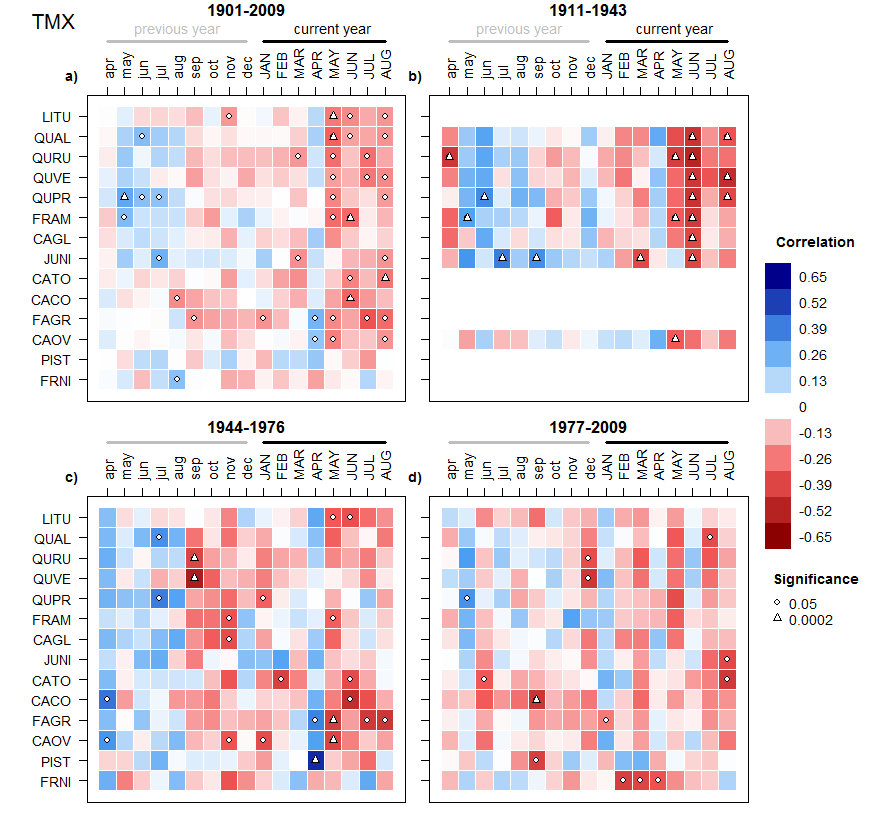 TMX
1901-2009
1911-1943
previous year current year
previous year current year
a) apr may jun jul aug sep oct nov dec JAN FEB MAR APR MAY JUN JUL AUG
b) apr may jun jul aug sep oct nov dec JAN FEB MAR APR MAY JUN JUL AUG
LITU
QUAL
QURU
QUVE
QUPR
FRAM
CAGL
JUNI
CATO
CACO
FAGR
CAOV
PIST
FRNI
1944-1976
1977-2009
c) apr may jun jul aug sep oct nov dec JAN FEB MAR APR MAY JUN JUL AUG
d) apr may jun jul aug sep oct nov dec JAN FEB MAR APR MAY JUN JUL AUG
LITU
QUAL
QURU
QUVE
QUPR
FRAM
CAGL
JUNI
CATO
CACO
FAGR
CAOV
PIST
FRNI
Correlation
0.65
0.52
0.39
0.26
0.13
0
-0.13
-0.26
-0.39
-0.52
-0.65
Significance
0.05
0.0002